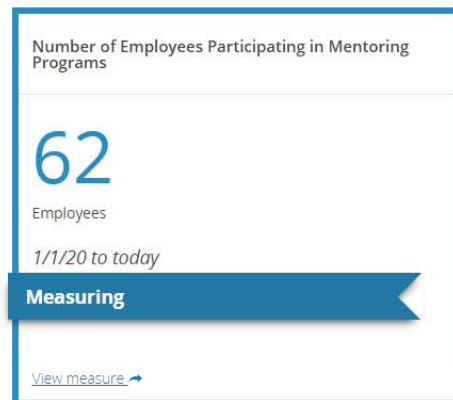 Number of Employees Participating in Mentoring
Programs
62
Employees
1/1/20 to today
Measuring
View measure